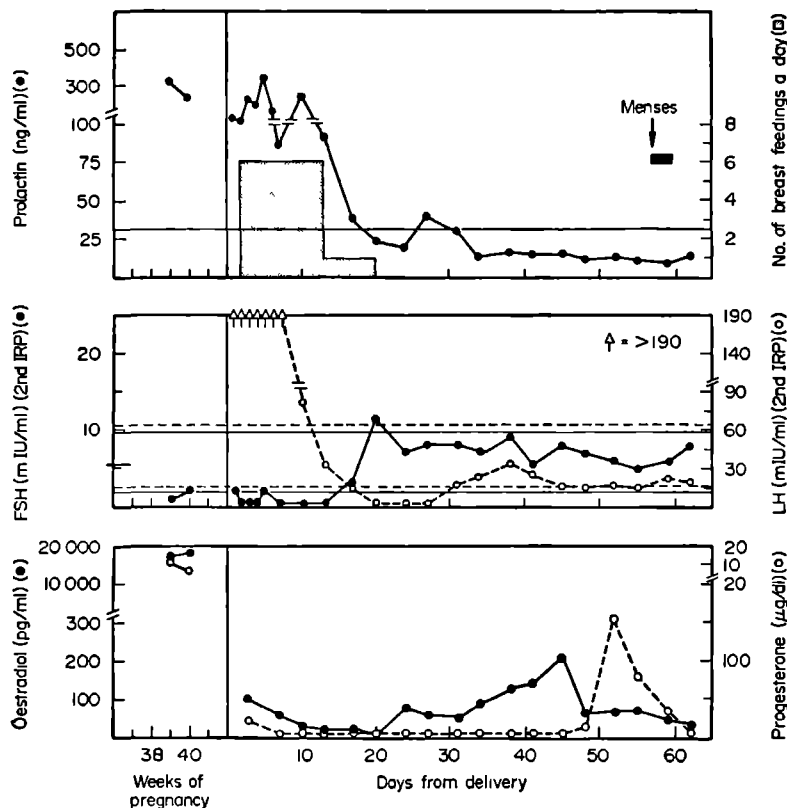 Prolactin (ng/ml) (●)
500
300
100
75
50
25
Menses
8
6
4
2
No. of breast feedings a day (□)
FSH (mIU/ml) (2nd IRP) (●)
20
10
= >190
190
140
90
60
30
LH (mIU/ml) (2nd IRP) (○)
Oestradiol (pg/ml) (●)
20 000
10 000
300
200
100
20
10
20
100
Progesterone (µg/dl) (○)
38 40
10 20 30 40 50 60
Weeks of
pregnancy
Days from delivery